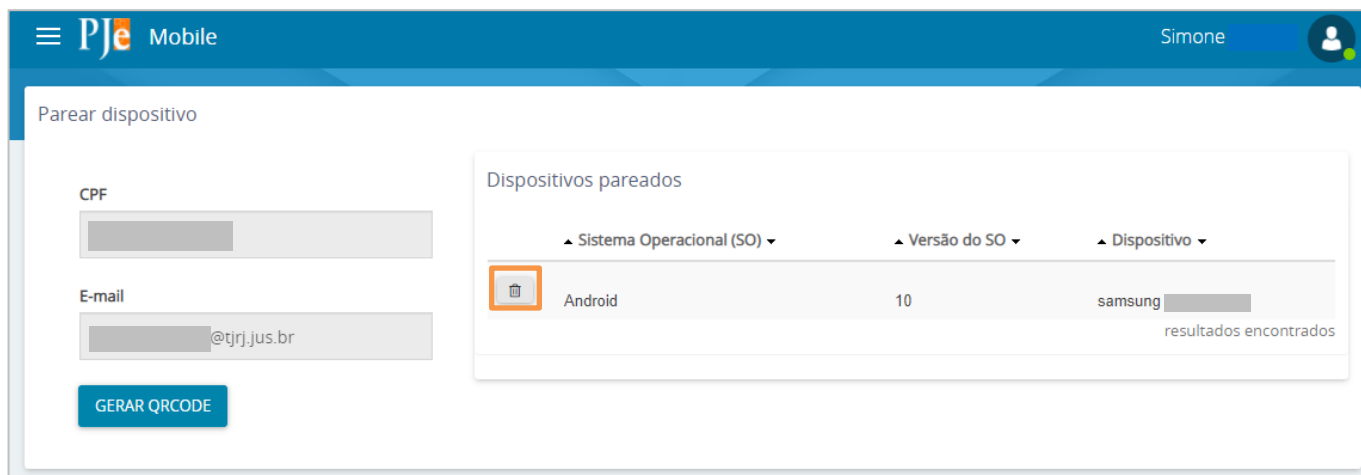 PJe Mobile
Simone
Parear dispositivo
CPF
E-mail
@tjrj.jus.br
GERAR QRCODE
Dispositivos pareados
Sistema Operacional (SO)
Versão do SO
Dispositivo
Android
10
samsung
resultados encontrados